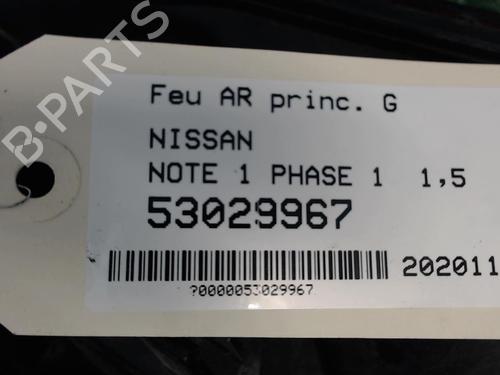 B-PARTS
Feu AR princ. G
NISSAN
NOTE 1 PHASE 1 1,5
53029967
202011
?0000053029967